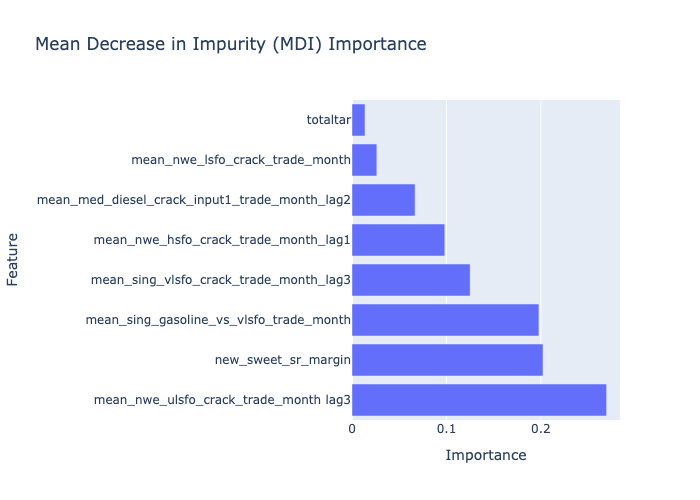 Mean Decrease in Impurity (MDI) Importance
totaltar
mean_nwe_lsfo_crack_trade_month
mean_med_diesel_crack_input1_trade_month_lag2
mean_nwe_hsfo_crack_trade_month_lag1
mean_sing_vlsfo_crack_trade_month_lag3
mean_sing_gasoline_vs_vlsfo_trade_month
new_sweet_sr_margin
mean_nwe_ulsfo_crack_trade_month lag3
Feature
0 0.1 0.2
Importance